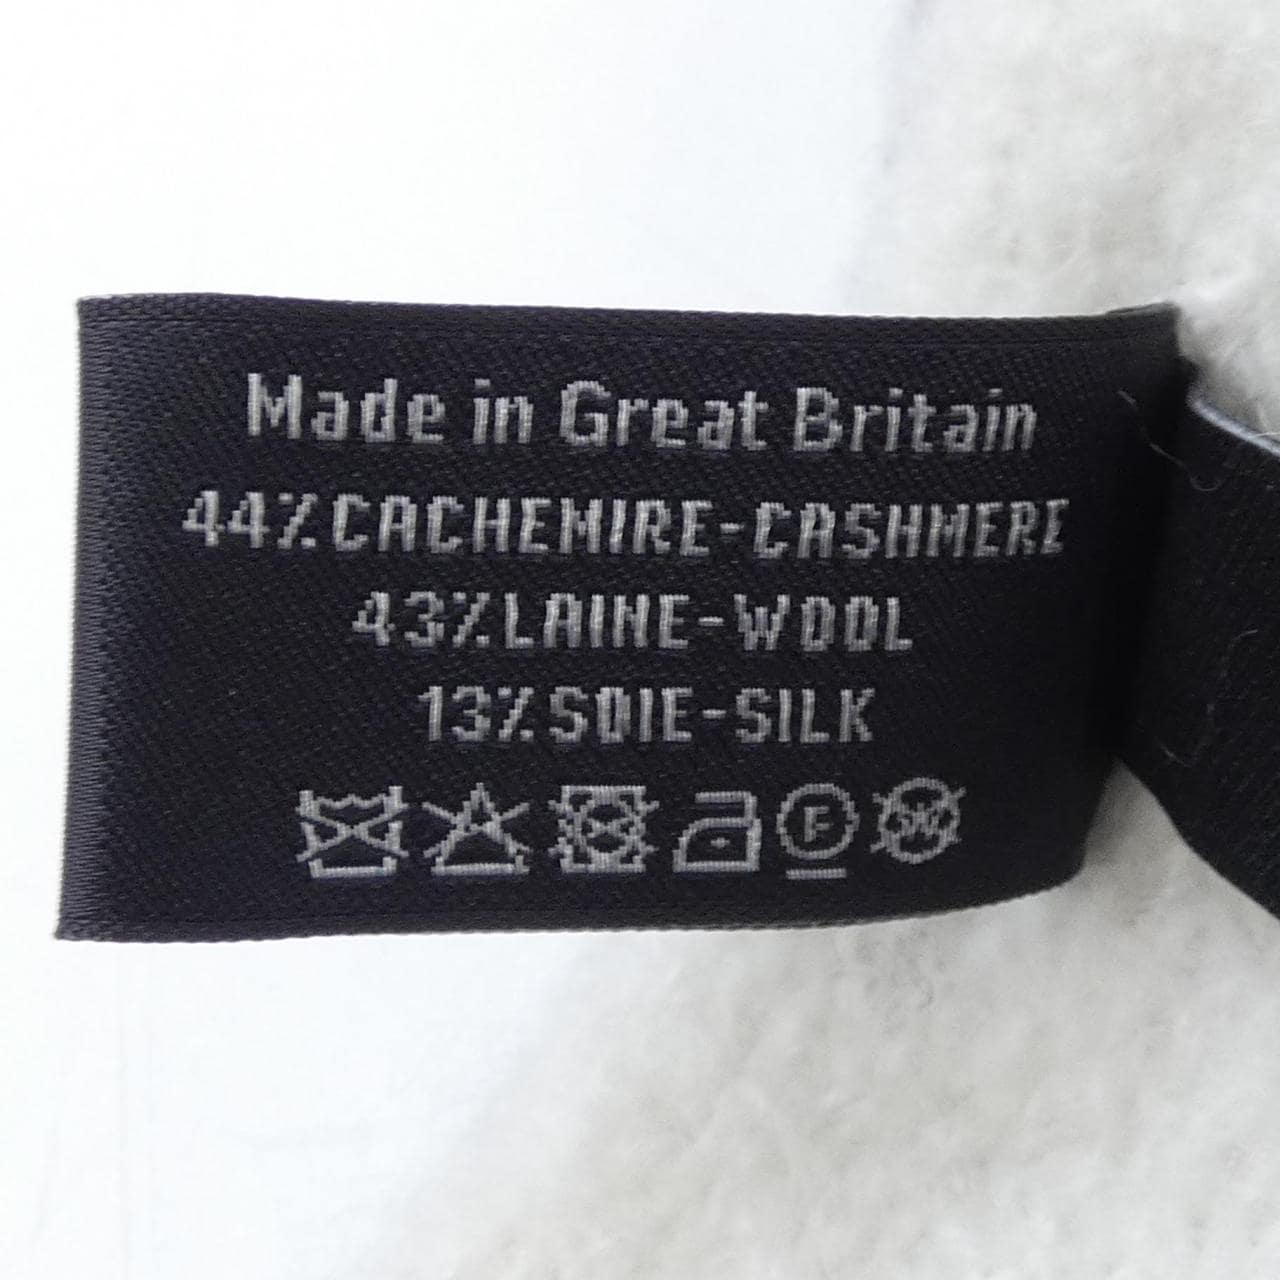 Made in Great Britain
44% CACHEMIRE-CASHMERE
43% LAINE-WOOL
13% SOIE-SILK
F W